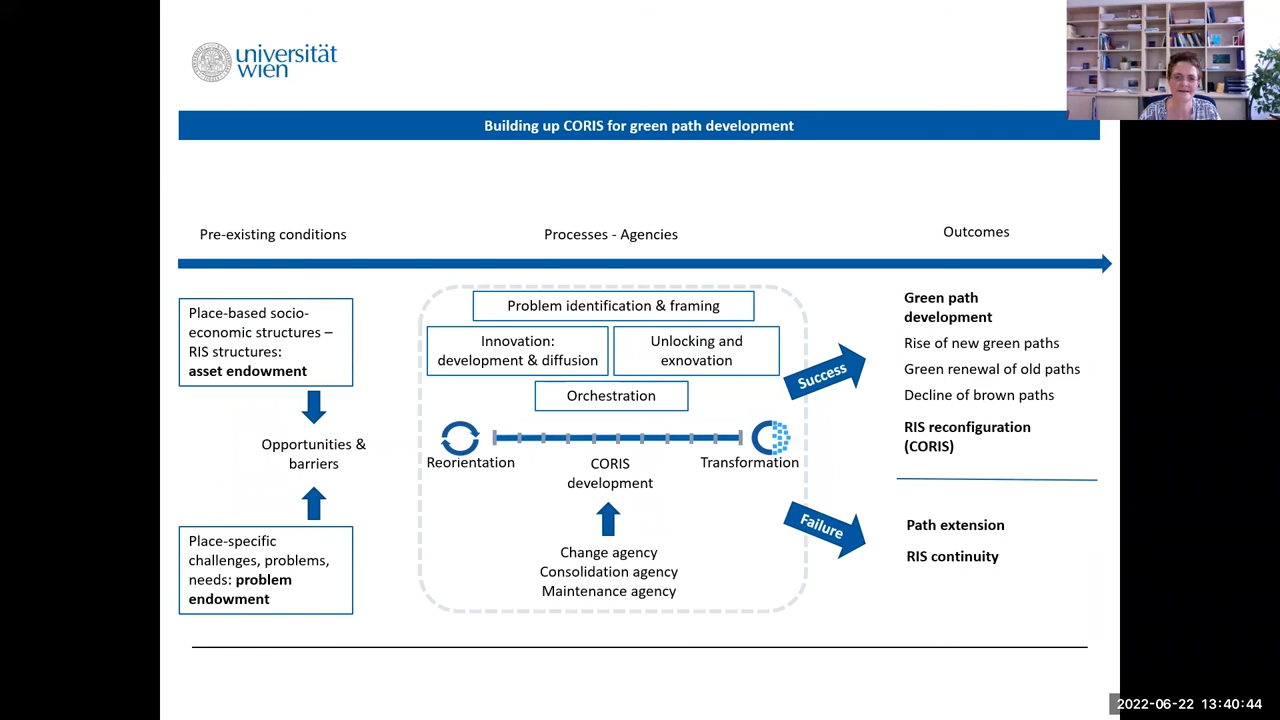 universität
wien
Building up CORIS for green path development
Pre-existing conditions
Processes - Agencies
Outcomes
Place-based socio-
economic structures –
RIS structures:
asset endowment
Opportunities &
barriers
Place-specific
challenges, problems,
needs: problem
endowment
Problem identification & framing
Innovation:
development & diffusion
Unlocking and
exnovation
Orchestration
Reorientation
CORIS
development
Transformation
Change agency
Consolidation agency
Maintenance agency
Success
Failure
Green path
development
Rise of new green paths
Green renewal of old paths
Decline of brown paths
RIS reconfiguration
(CORIS)
Path extension
RIS continuity
2022-06-22 13:40:44